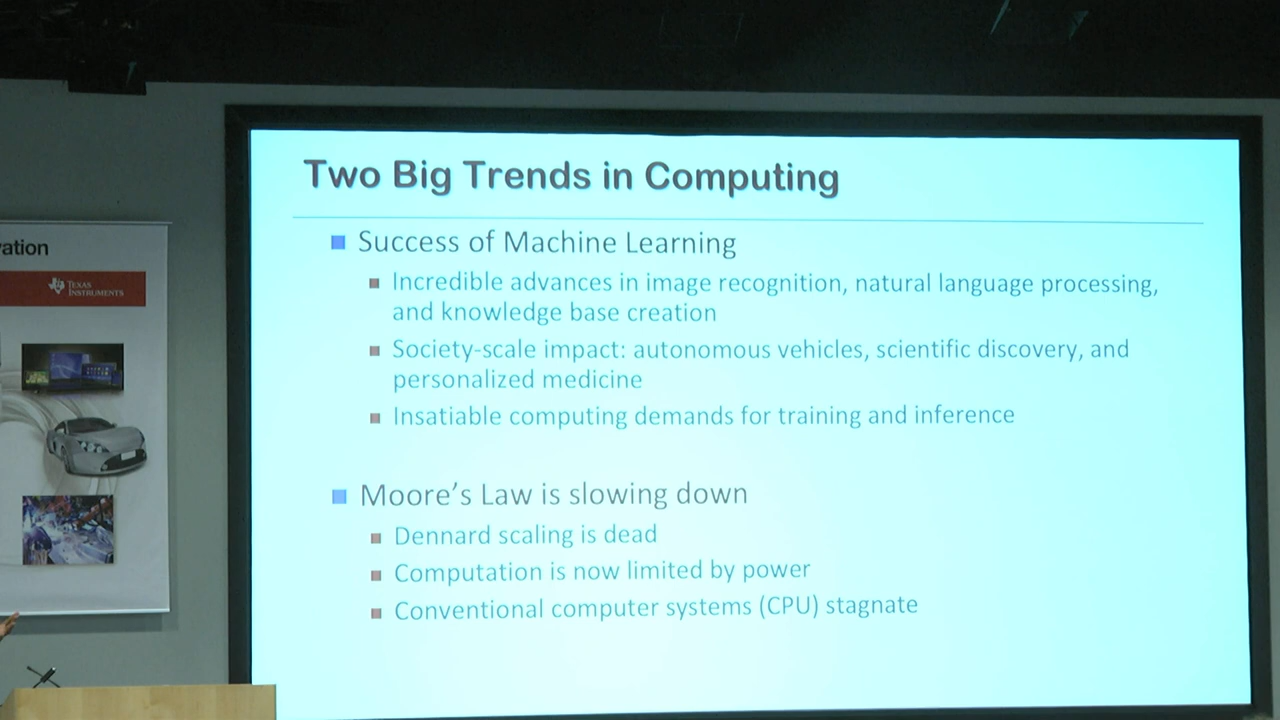 Two Big Trends in Computing
Success of Machine Learning
Incredible advances in image recognition, natural language processing,
and knowledge base creation
Society-scale impact: autonomous vehicles, scientific discovery, and
personalized medicine
Insatiable computing demands for training and inference
Moore's Law is slowing down
Dennard scaling is dead
Computation is now limited by power
Conventional computer systems (CPU) stagnate
vation
TEXAS
INSTRUMENTS